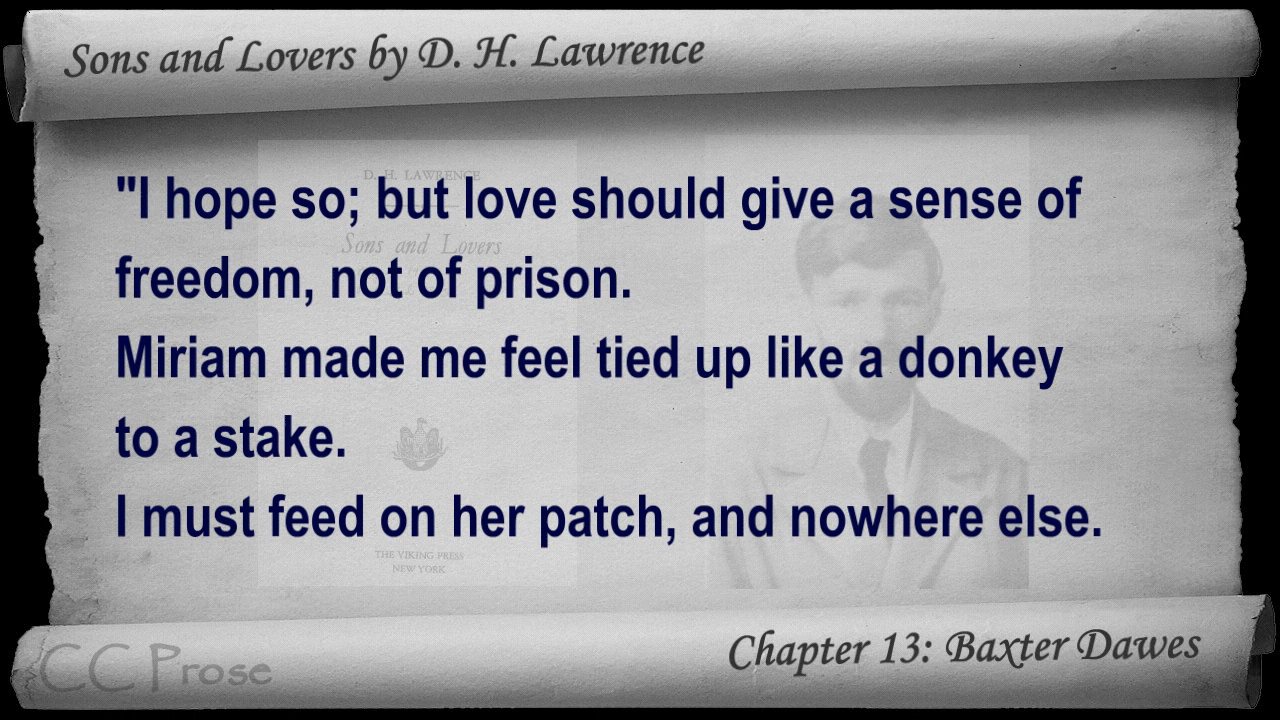 Sons and Lovers by D. H. Lawrence
D. H. LAWRENCE
Sons and Lovers
"I hope so; but love should give a sense of
freedom, not of prison.
Miriam made me feel tied up like a donkey
to a stake.
I must feed on her patch, and nowhere else.
THE VIKING PRESS
NEW YORK
CC Prose
Chapter 13: Baxter Dawes